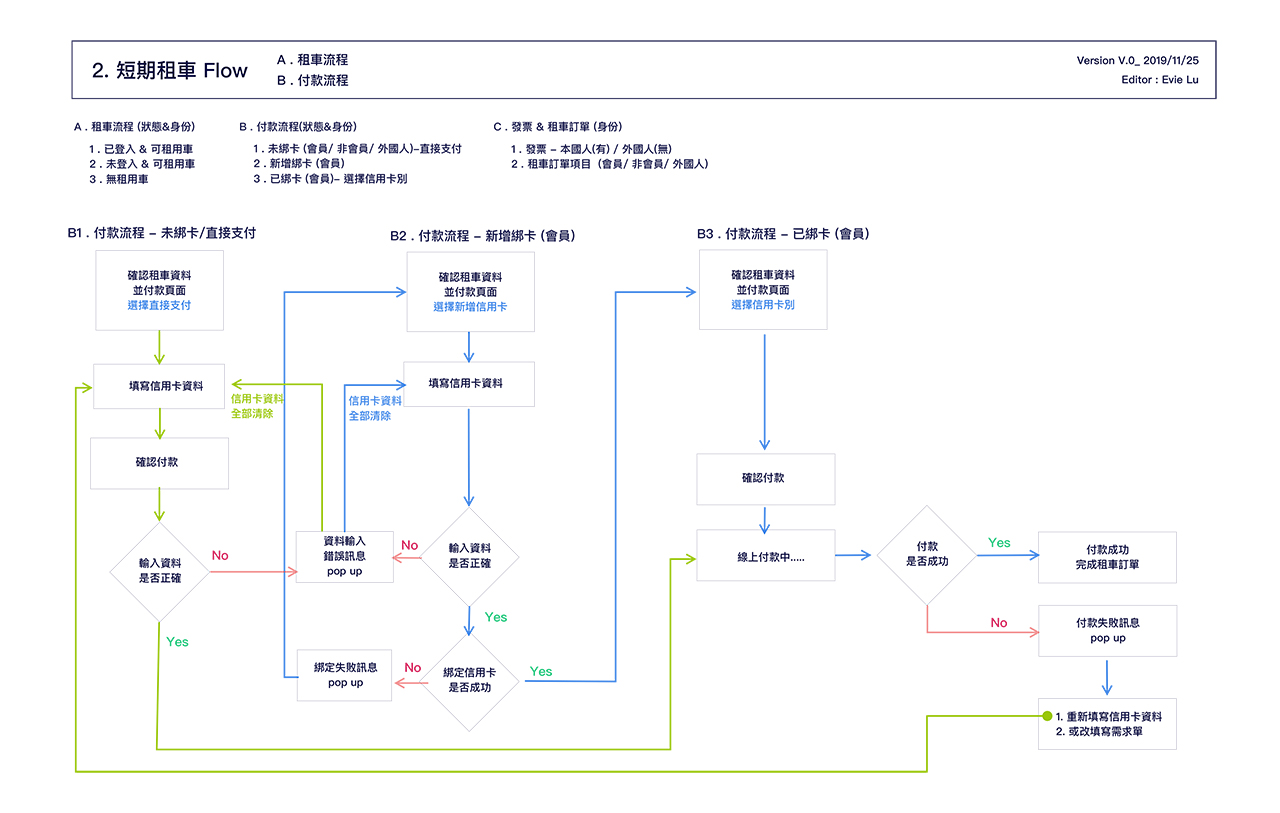 2. 短期租車 Flow
A . 租車流程
B . 付款流程
Version V.0_ 2019/11/25
Editor : Evie Lu
A . 租車流程 (狀態&身份)
1 . 已登入 & 可租用車
2 . 未登入 & 可租用車
3 . 無租用車
B . 付款流程(狀態&身份)
1 . 未綁卡 (會員/ 非會員/ 外國人)-直接支付
2 . 新增綁卡 (會員)
3 . 已綁卡 (會員)- 選擇信用卡別
C . 發票 & 租車訂單 (身份)
1 . 發票 - 本國人(有) / 外國人(無)
2 . 租車訂單項目 (會員/ 非會員/ 外國人)
B1 . 付款流程 - 未綁卡/直接支付
確認租車資料
並付款頁面
選擇直接支付
填寫信用卡資料
信用卡資料
全部清除
確認付款
輸入資料
是否正確
No
Yes
資料輸入
錯誤訊息
pop up
B2 . 付款流程 - 新增綁卡 (會員)
確認租車資料
並付款頁面
選擇新增信用卡
填寫信用卡資料
信用卡資料
全部清除
輸入資料
是否正確
No
Yes
綁定信用卡
是否成功
No
Yes
綁定失敗訊息
pop up
B3 . 付款流程 - 已綁卡 (會員)
確認租車資料
並付款頁面
選擇信用卡別
確認付款
線上付款中.....
付款
是否成功
Yes
付款成功
完成租車訂單
No
付款失敗訊息
pop up
1. 重新填寫信用卡資料
2. 或改填寫需求單